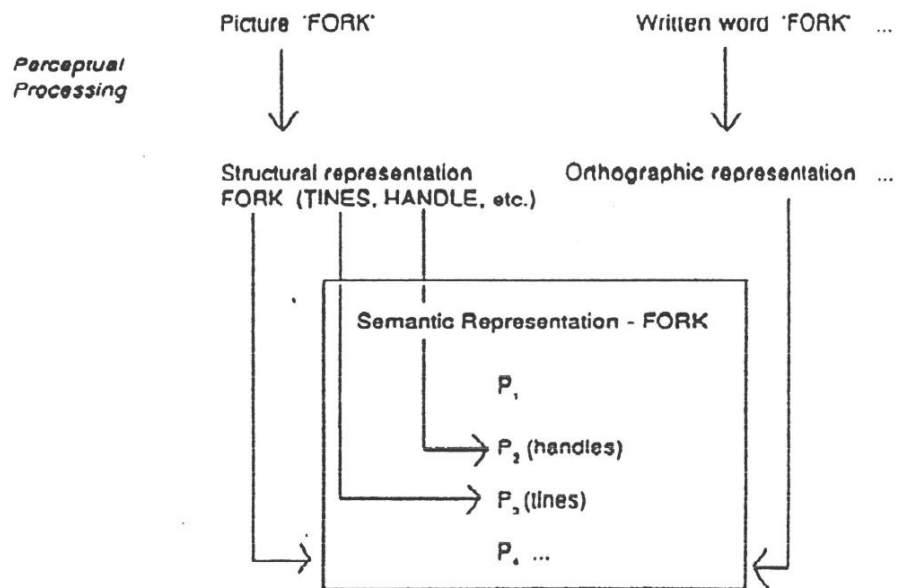 Picture 'FORK'
Written word 'FORK' ...
Perceptual
Processing
Structural representation
FORK (TINES, HANDLE, etc.)
Orthographic representation ...
Semantic Representation - FORK
P₁
P₂ (handles)
P₃ (tines)
P₄ ...